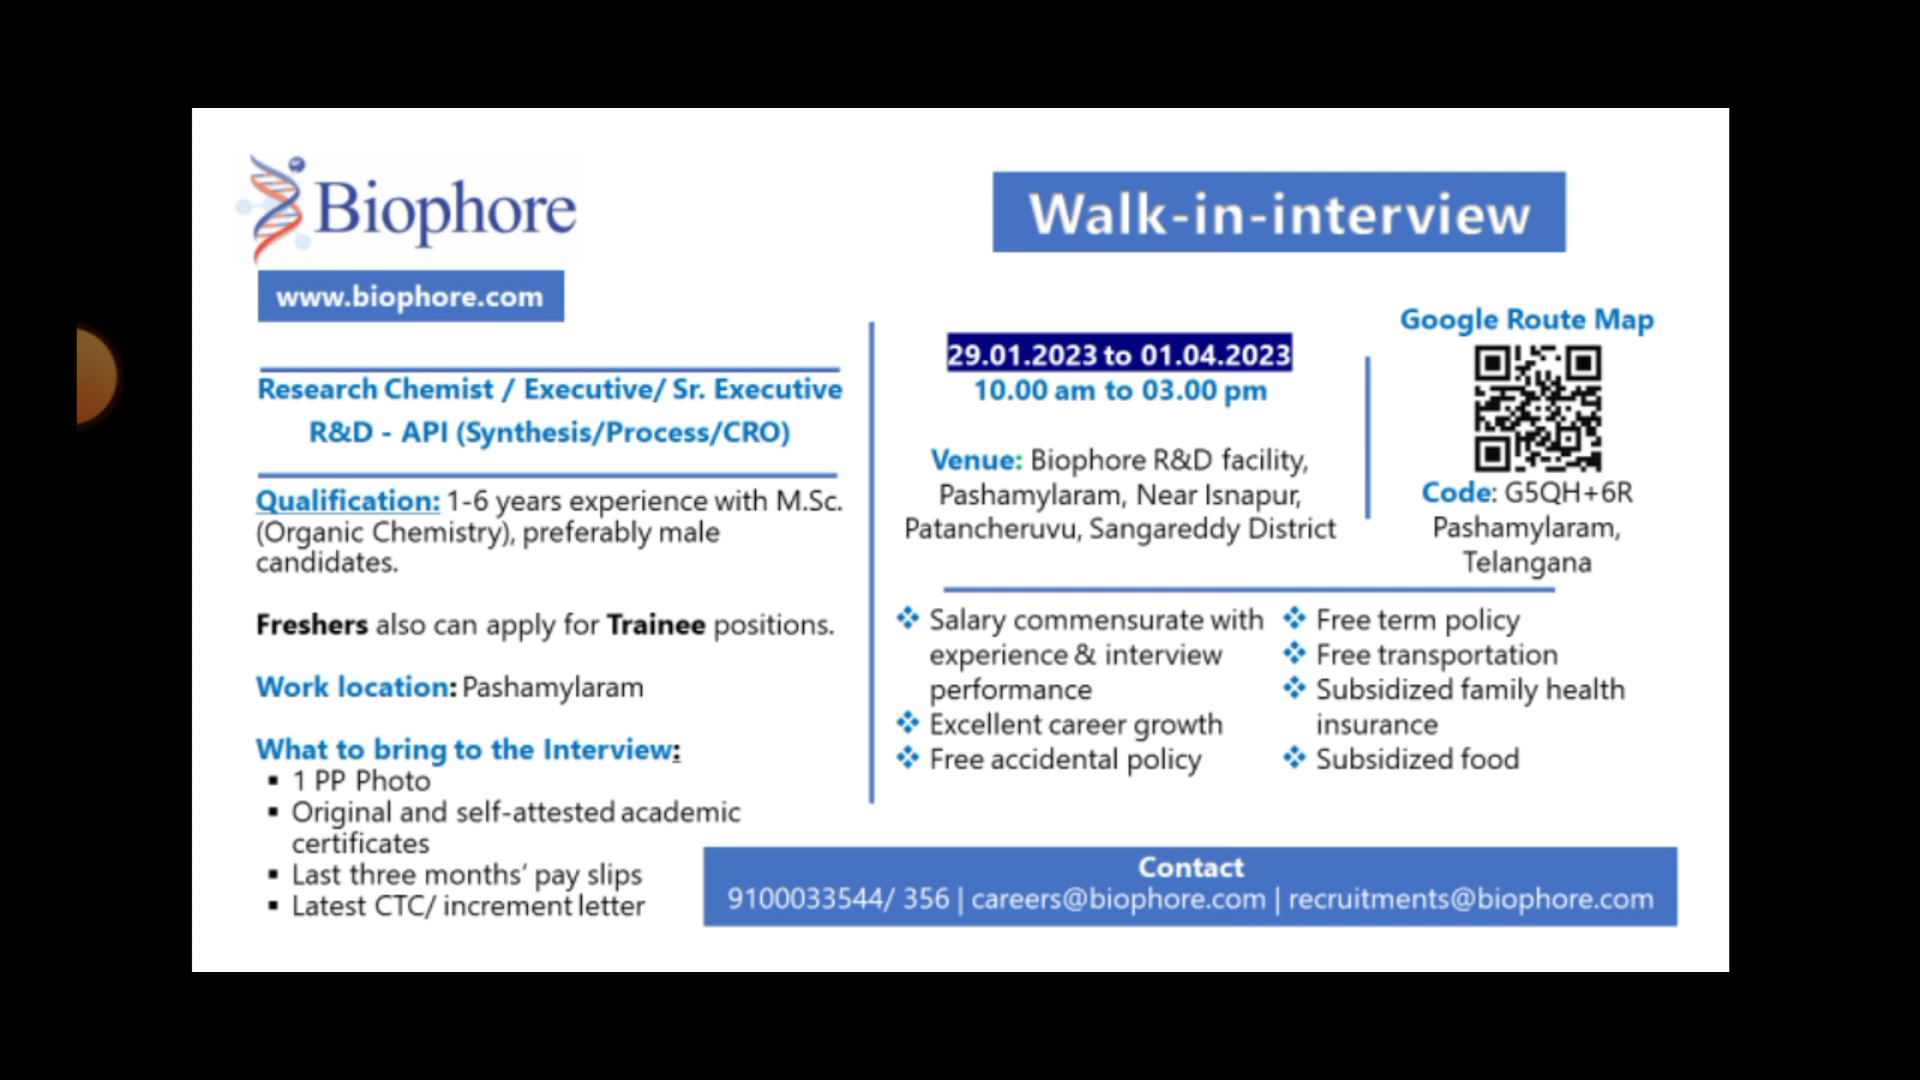 Biophore
www.biophore.com
Walk-in-interview
Research Chemist / Executive/ Sr. Executive
R&D - API (Synthesis/Process/CRO)
Qualification: 1-6 years experience with M.Sc.
(Organic Chemistry), preferably male
candidates.
Freshers also can apply for Trainee positions.
Work location: Pashamylaram
What to bring to the Interview:
▪ 1 PP Photo
▪ Original and self-attested academic
certificates
▪ Last three months' pay slips
▪ Latest CTC/ increment letter
29.01.2023 to 01.04.2023
10.00 am to 03.00 pm
Venue: Biophore R&D facility,
Pashamylaram, Near Isnapur,
Patancheruvu, Sangareddy District
Google Route Map
Code: G5QH+6R
Pashamylaram,
Telangana
❖ Salary commensurate with
experience & interview
performance
❖ Excellent career growth
❖ Free accidental policy
❖ Free term policy
❖ Free transportation
❖ Subsidized family health
insurance
❖ Subsidized food
Contact
9100033544/ 356 | careers@biophore.com | recruitments@biophore.com